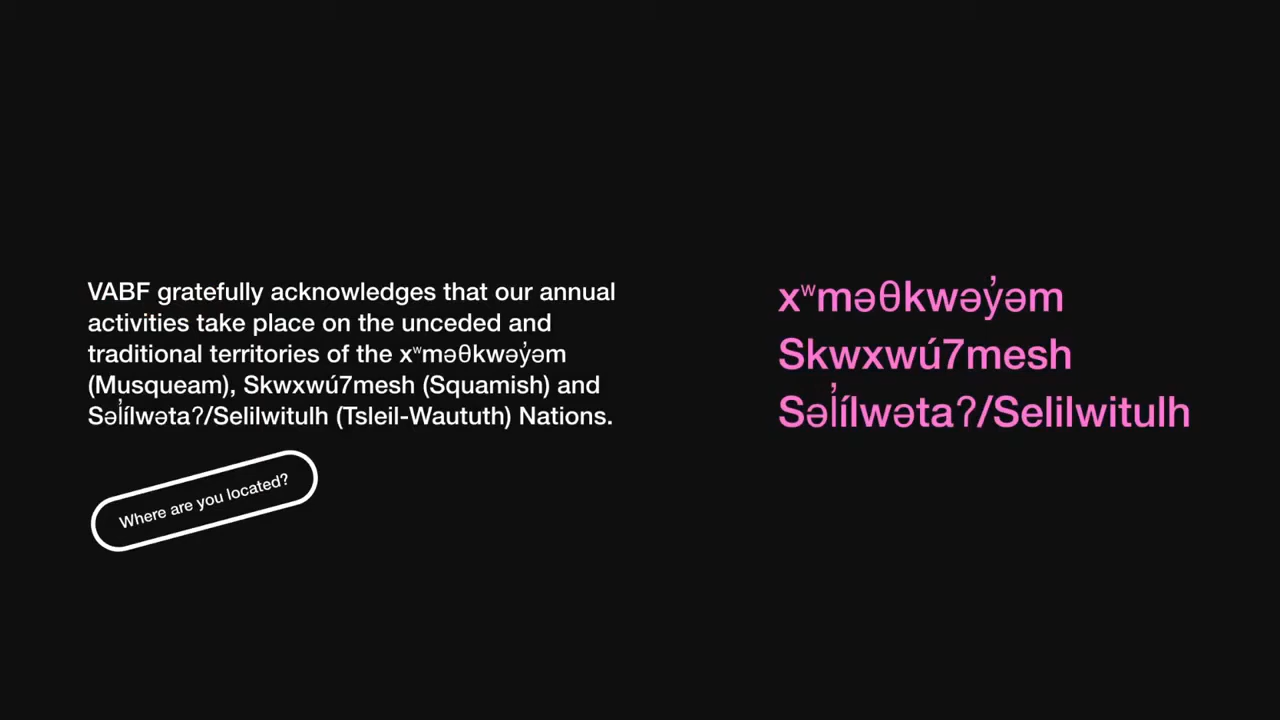 VABF gratefully acknowledges that our annual
activities take place on the unceded and
traditional territories of the xʷməθkwəy̓əm
(Musqueam), Skwxwú7mesh (Squamish) and
Səl̓ílwətaʔ/Selilwitulh (Tsleil-Waututh) Nations.
Where are you located?
xʷməθkwəy̓əm
Skwxwú7mesh
Səl̓ílwətaʔ/Selilwitulh